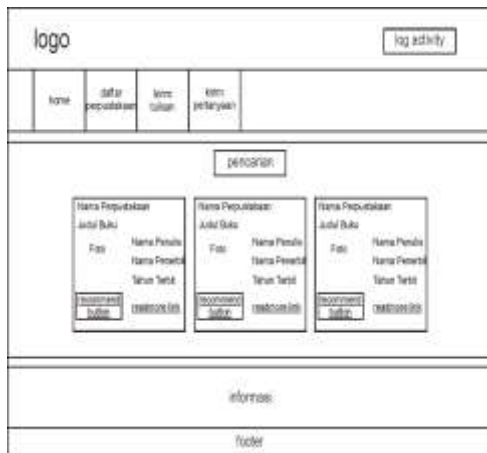 logo
log activity
home
daftar
perpustakaan
kirim
tulisan
kirim
pertanyaan
pencarian
Nama Perpustakaan
Judul Buku
Foto
Nama Penulis
Nama Penerbit
Tahun Terbit
recommend
button
readmore link
Nama Perpustakaan
Judul Buku
Foto
Nama Penulis
Nama Penerbit
Tahun Terbit
recommend
button
readmore link
Nama Perpustakaan
Judul Buku
Foto
Nama Penulis
Nama Penerbit
Tahun Terbit
recommend
button
readmore link
informasi
footer